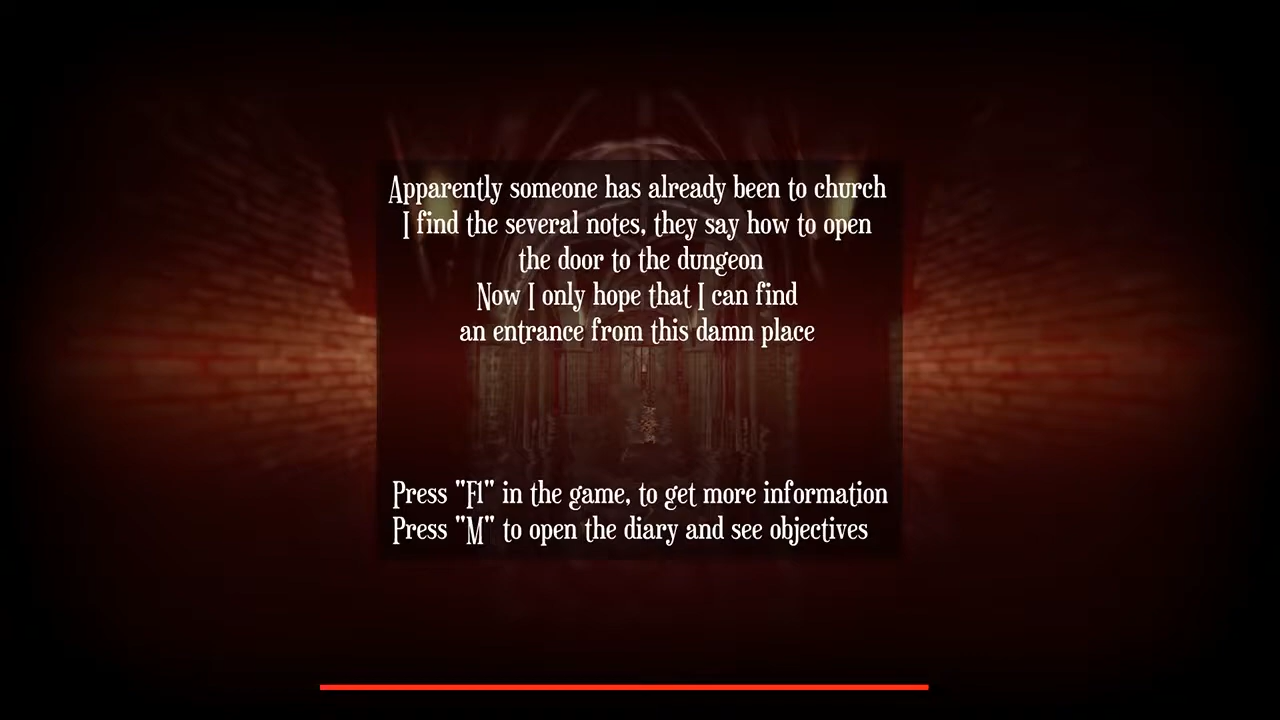 Apparently someone has already been to church
I find the several notes, they say how to open
the door to the dungeon
Now I only hope that I can find
an entrance from this damn place
Press "F1" in the game, to get more information
Press "M" to open the diary and see objectives